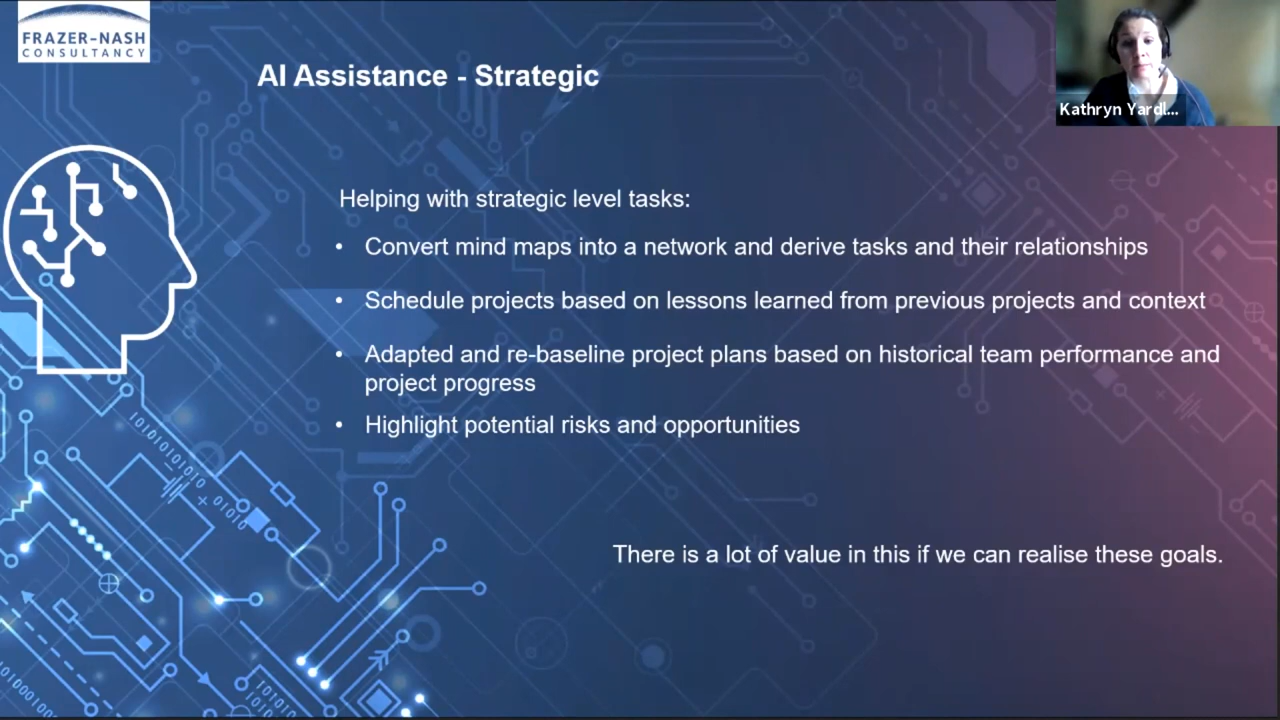 FRAZER-NASH
CONSULTANCY
AI Assistance - Strategic
Kathryn Yardl...
Helping with strategic level tasks:
• Convert mind maps into a network and derive tasks and their relationships
• Schedule projects based on lessons learned from previous projects and context
• Adapted and re-baseline project plans based on historical team performance and
project progress
• Highlight potential risks and opportunities
There is a lot of value in this if we can realise these goals.
101010101010
01010